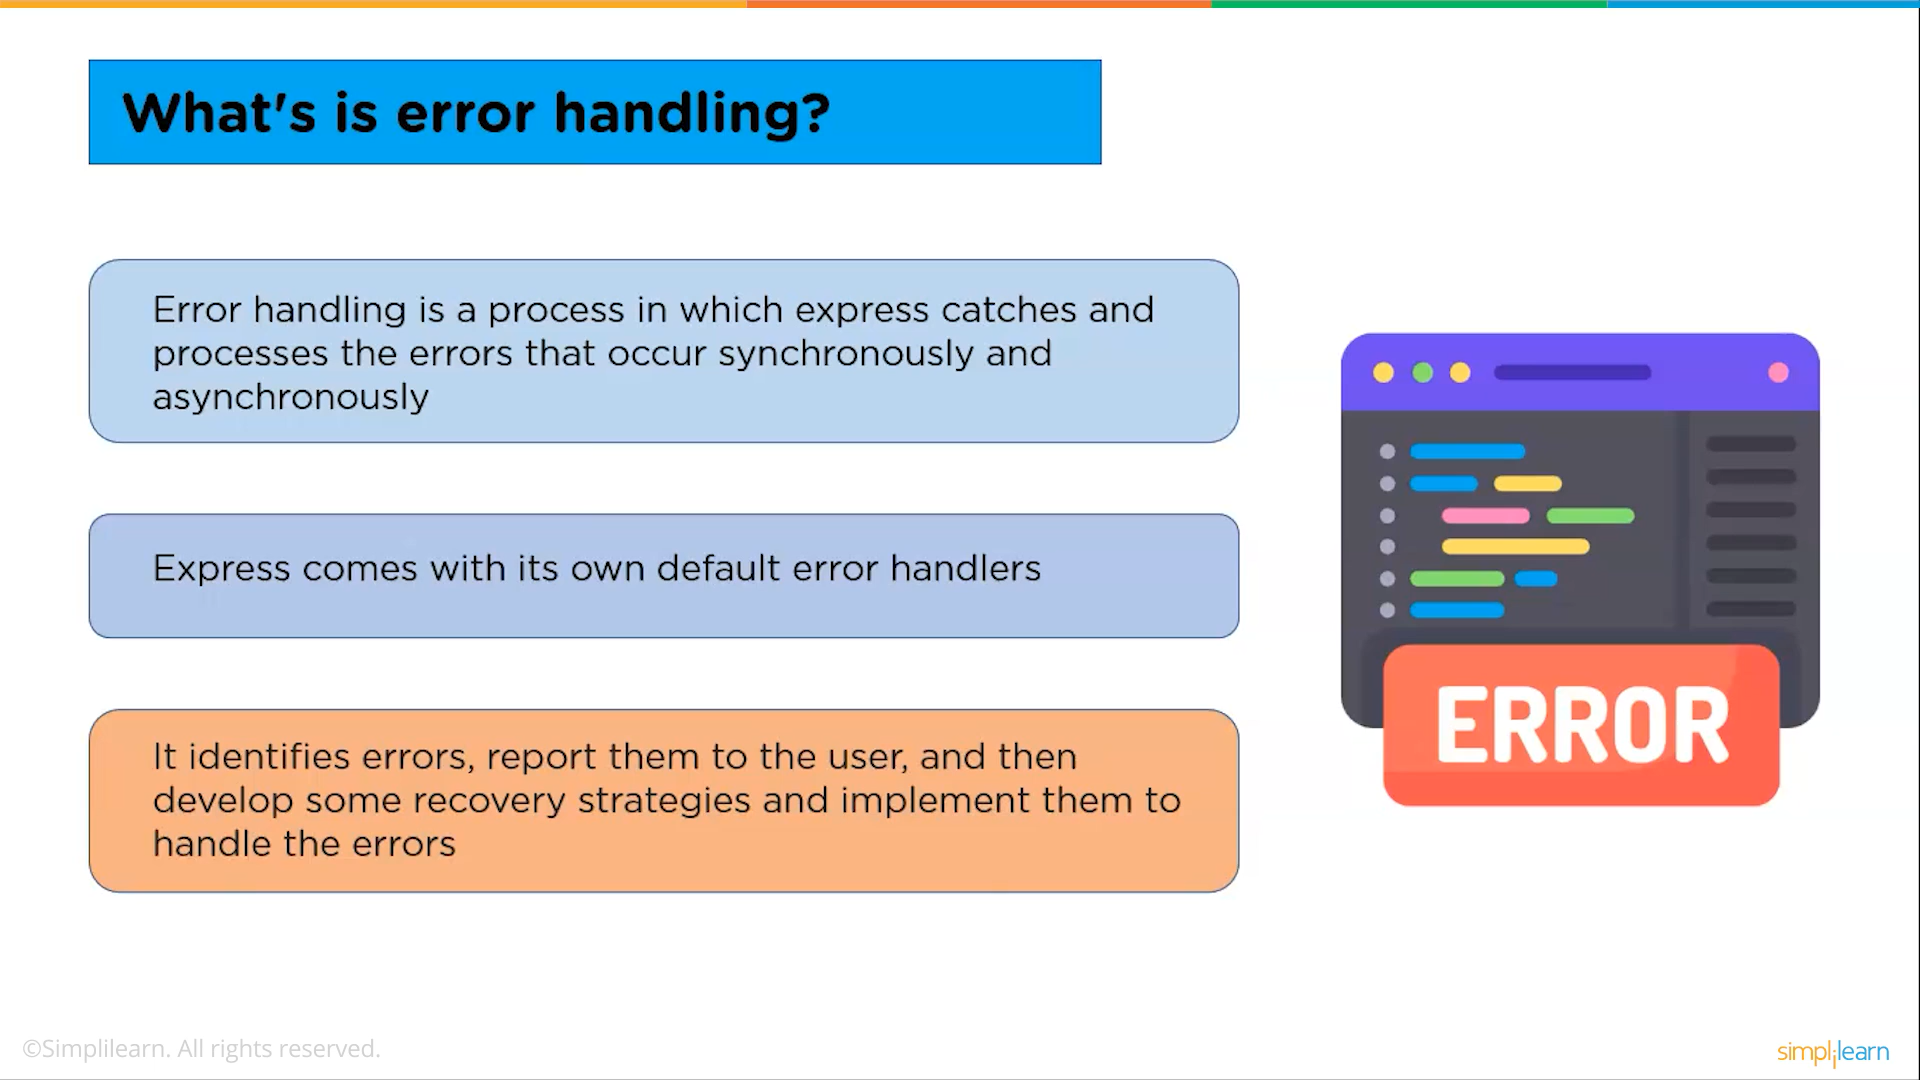 What's is error handling?
Error handling is a process in which express catches and
processes the errors that occur synchronously and
asynchronously
Express comes with its own default error handlers
It identifies errors, report them to the user, and then
develop some recovery strategies and implement them to
handle the errors
ERROR
©Simplilearn. All rights reserved.
simplilearn